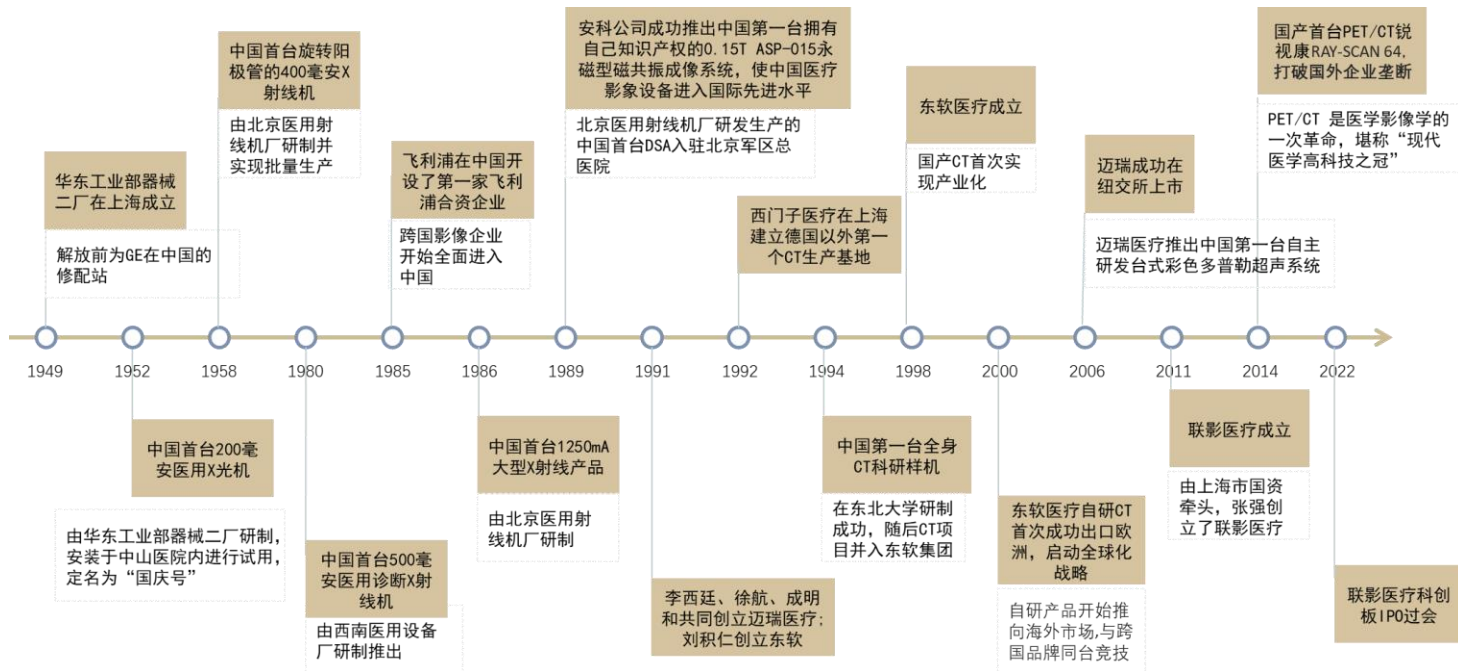 华东工业部器械
二厂在上海成立
解放前为GE在中国的
修配站
中国首台旋转阳
极管的400毫安X
射线机
由北京医用射
线机厂研制并
实现批量生产
飞利浦在中国开
设了第一家飞利
浦合资企业
跨国影像企业
开始全面进入
中国
安科公司成功推出中国第一台拥有
自己知识产权的0.15T ASP-015永
磁型磁共振成像系统，使中国医疗
影象设备进入国际先进水平
北京医用射线机厂研发生产的
中国首台DSA入驻北京军区总
医院
西门子医疗在上海
建立德国以外第一
个CT生产基地
东软医疗成立
国产CT首次实
现产业化
迈瑞成功在
纽交所上市
迈瑞医疗推出中国第一台自主
研发台式彩色多普勒超声系统
国产首台PET/CT锐
视康RAY-SCAN 64，
打破国外企业垄断
PET/CT 是医学影像学的
一次革命，堪称“现代
医学高科技之冠”
1949
1952
1958
1980
1985
1986
1989
1991
1992
1994
1998
2000
2006
2011
2014
2022
中国首台200毫
安医用X光机
由华东工业部器械二厂研制，
安装于中山医院内进行试用，
定名为“国庆号”
中国首台500毫
安医用诊断X射
线机
由西南医用设备
厂研制推出
中国首台1250mA
大型X射线产品
由北京医用射
线机厂研制
李西廷、徐航、成明
和共同创立迈瑞医疗；
刘积仁创立东软
中国第一台全身
CT科研样机
在东北大学研制
成功，随后CT项
目并入东软集团
东软医疗自研CT
首次成功出口欧
洲，启动全球化
战略
自研产品开始推
向海外市场,与跨
国品牌同台竞技
联影医疗成立
由上海市国资
牵头，张强创
立了联影医疗
联影医疗科创
板IPO过会